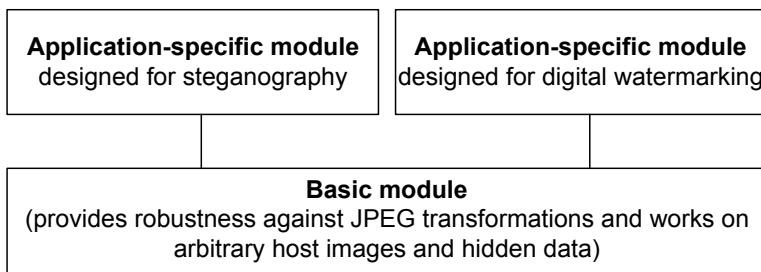 Application-specific module
designed for steganography
Application-specific module
designed for digital watermarking
Basic module
(provides robustness against JPEG transformations and works on
arbitrary host images and hidden data)